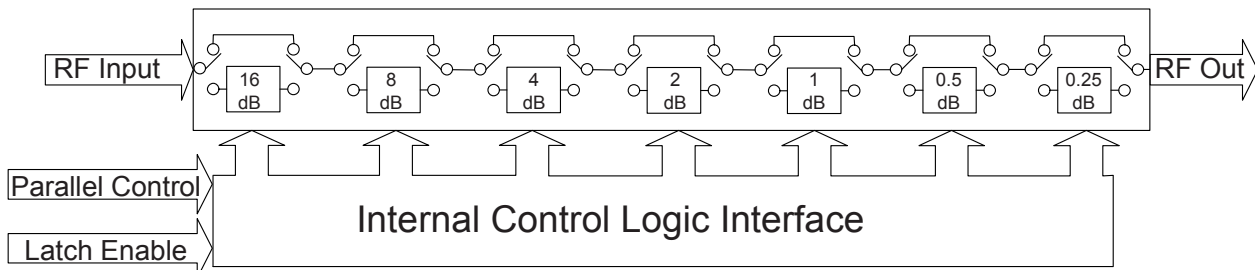 RF Input
16
dB
8
dB
4
dB
2
dB
1
dB
0.5
dB
0.25
dB
RF Out
Parallel Control
Internal Control Logic Interface
Latch Enable